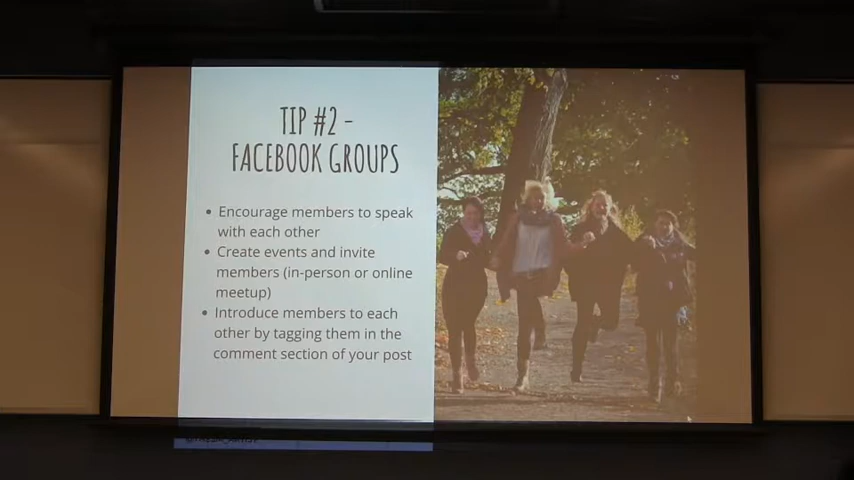 TIP #2 -
FACEBOOK GROUPS
• Encourage members to speak
with each other
• Create events and invite
members (in-person or online
meetup)
• Introduce members to each
other by tagging them in the
comment section of your post